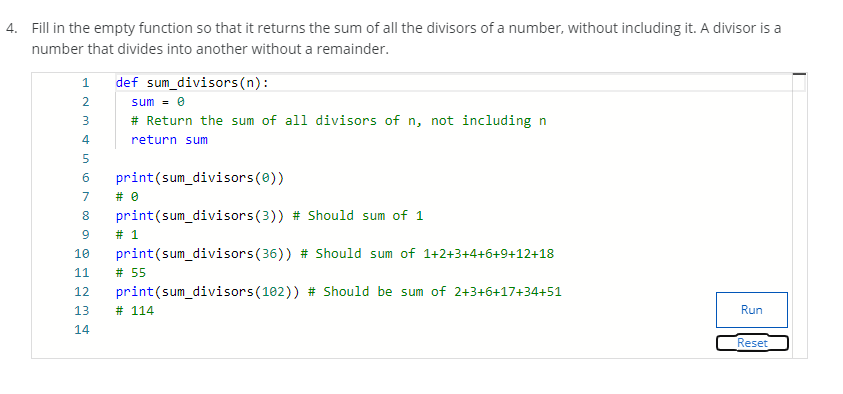 4. Fill in the empty function so that it returns the sum of all the divisors of a number, without including it. A divisor is a
number that divides into another without a remainder.
1 def sum_divisors(n):
2 sum = 0
3 # Return the sum of all divisors of n, not including n
4 return sum
5
6 print(sum_divisors(0))
7 # 0
8 print(sum_divisors(3)) # Should sum of 1
9 # 1
10 print(sum_divisors(36)) # Should sum of 1+2+3+4+6+9+12+18
11 # 55
12 print(sum_divisors(102)) # Should be sum of 2+3+6+17+34+51
13 # 114
14
Run
Reset